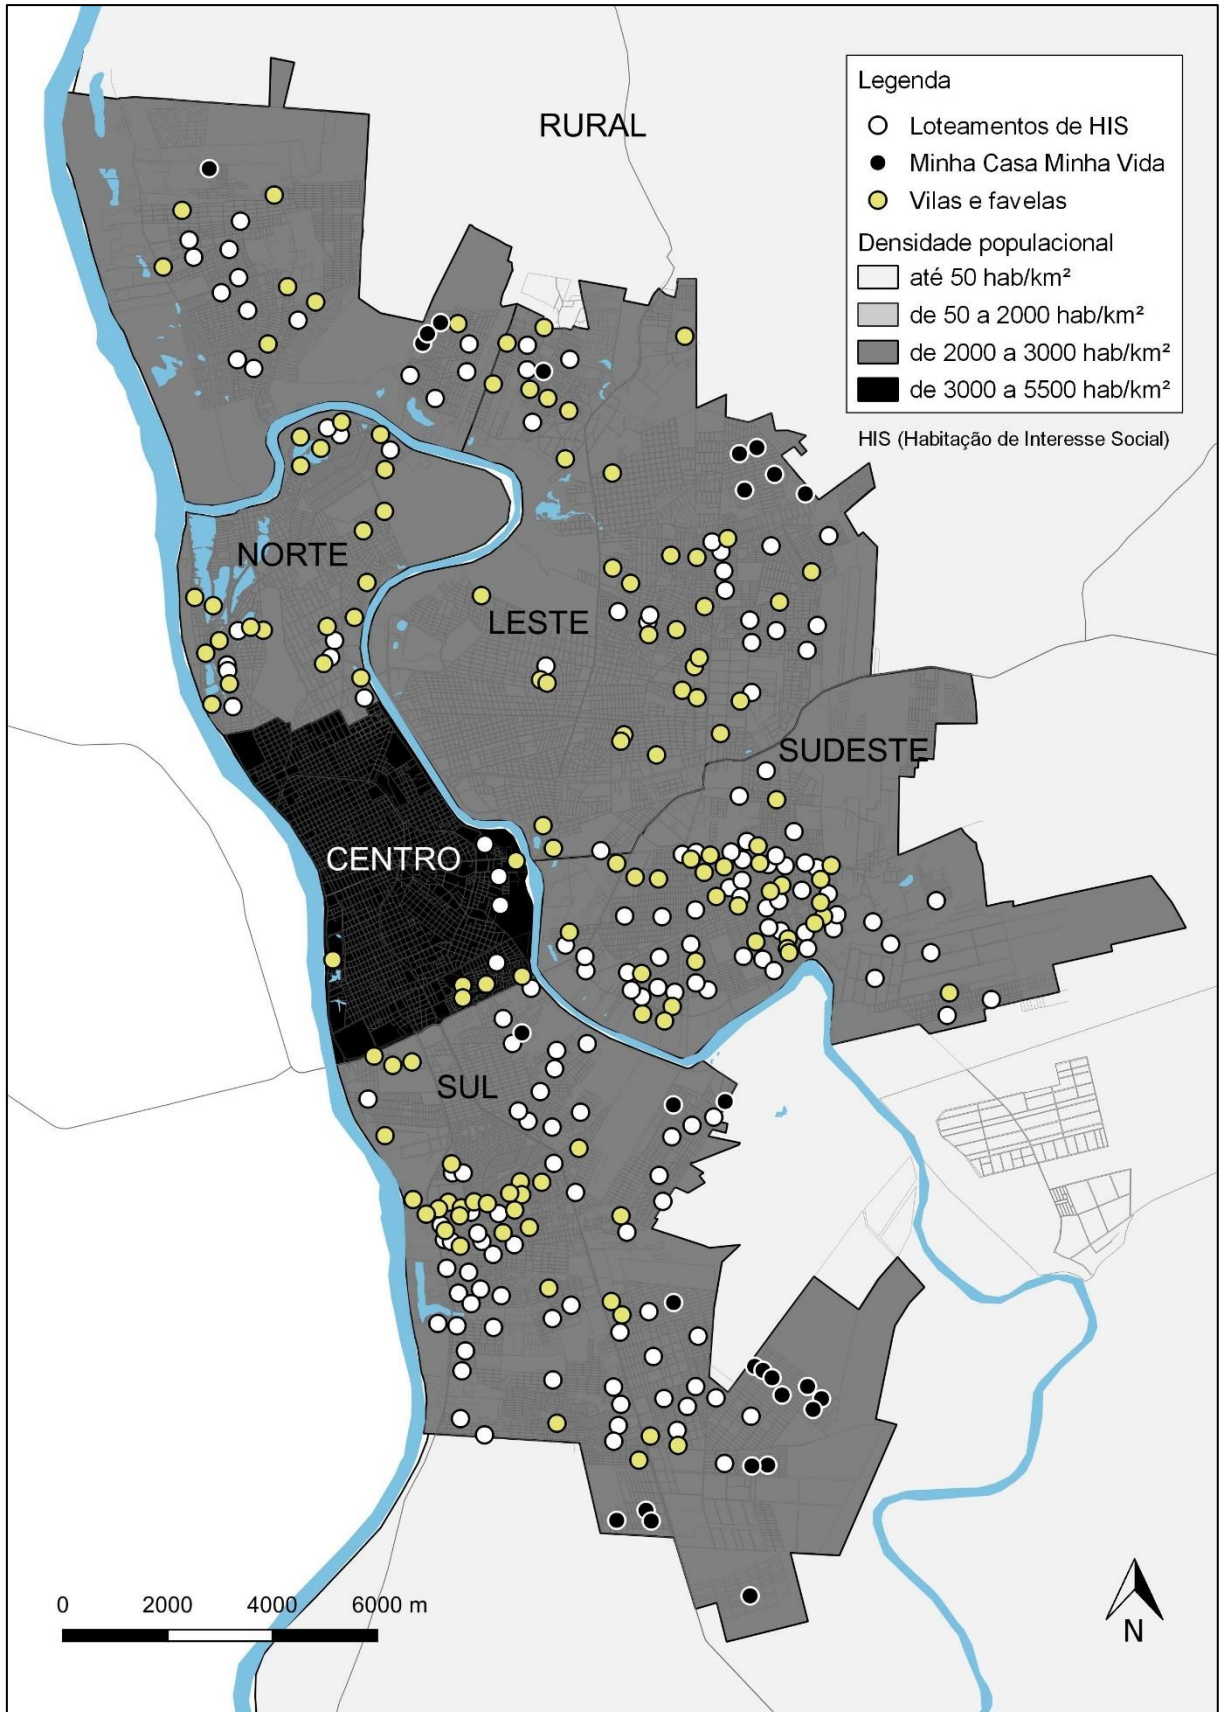 RURAL
Legenda
Loteamentos de HIS
Minha Casa Minha Vida
Vilas e favelas
Densidade populacional
até 50 hab/km²
de 50 a 2000 hab/km²
de 2000 a 3000 hab/km²
de 3000 a 5500 hab/km²
HIS (Habitação de Interesse Social)
NORTE
LESTE
SUDESTE
CENTRO
SUL
0 2000 4000 6000 m
N